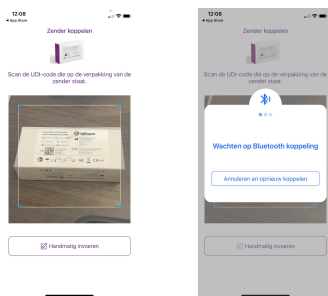 12:08
App Store
Zender koppelen
Scan de UDI-code die op de verpakking van de
zender staat.
Handmatig invoeren
12:08
App Store
Zender koppelen
Scan de UDI-code die op de verpakking van de
zender staat.
Wachten op Bluetooth koppeling
Annuleren en opnieuw koppelen
Handmatig invoeren